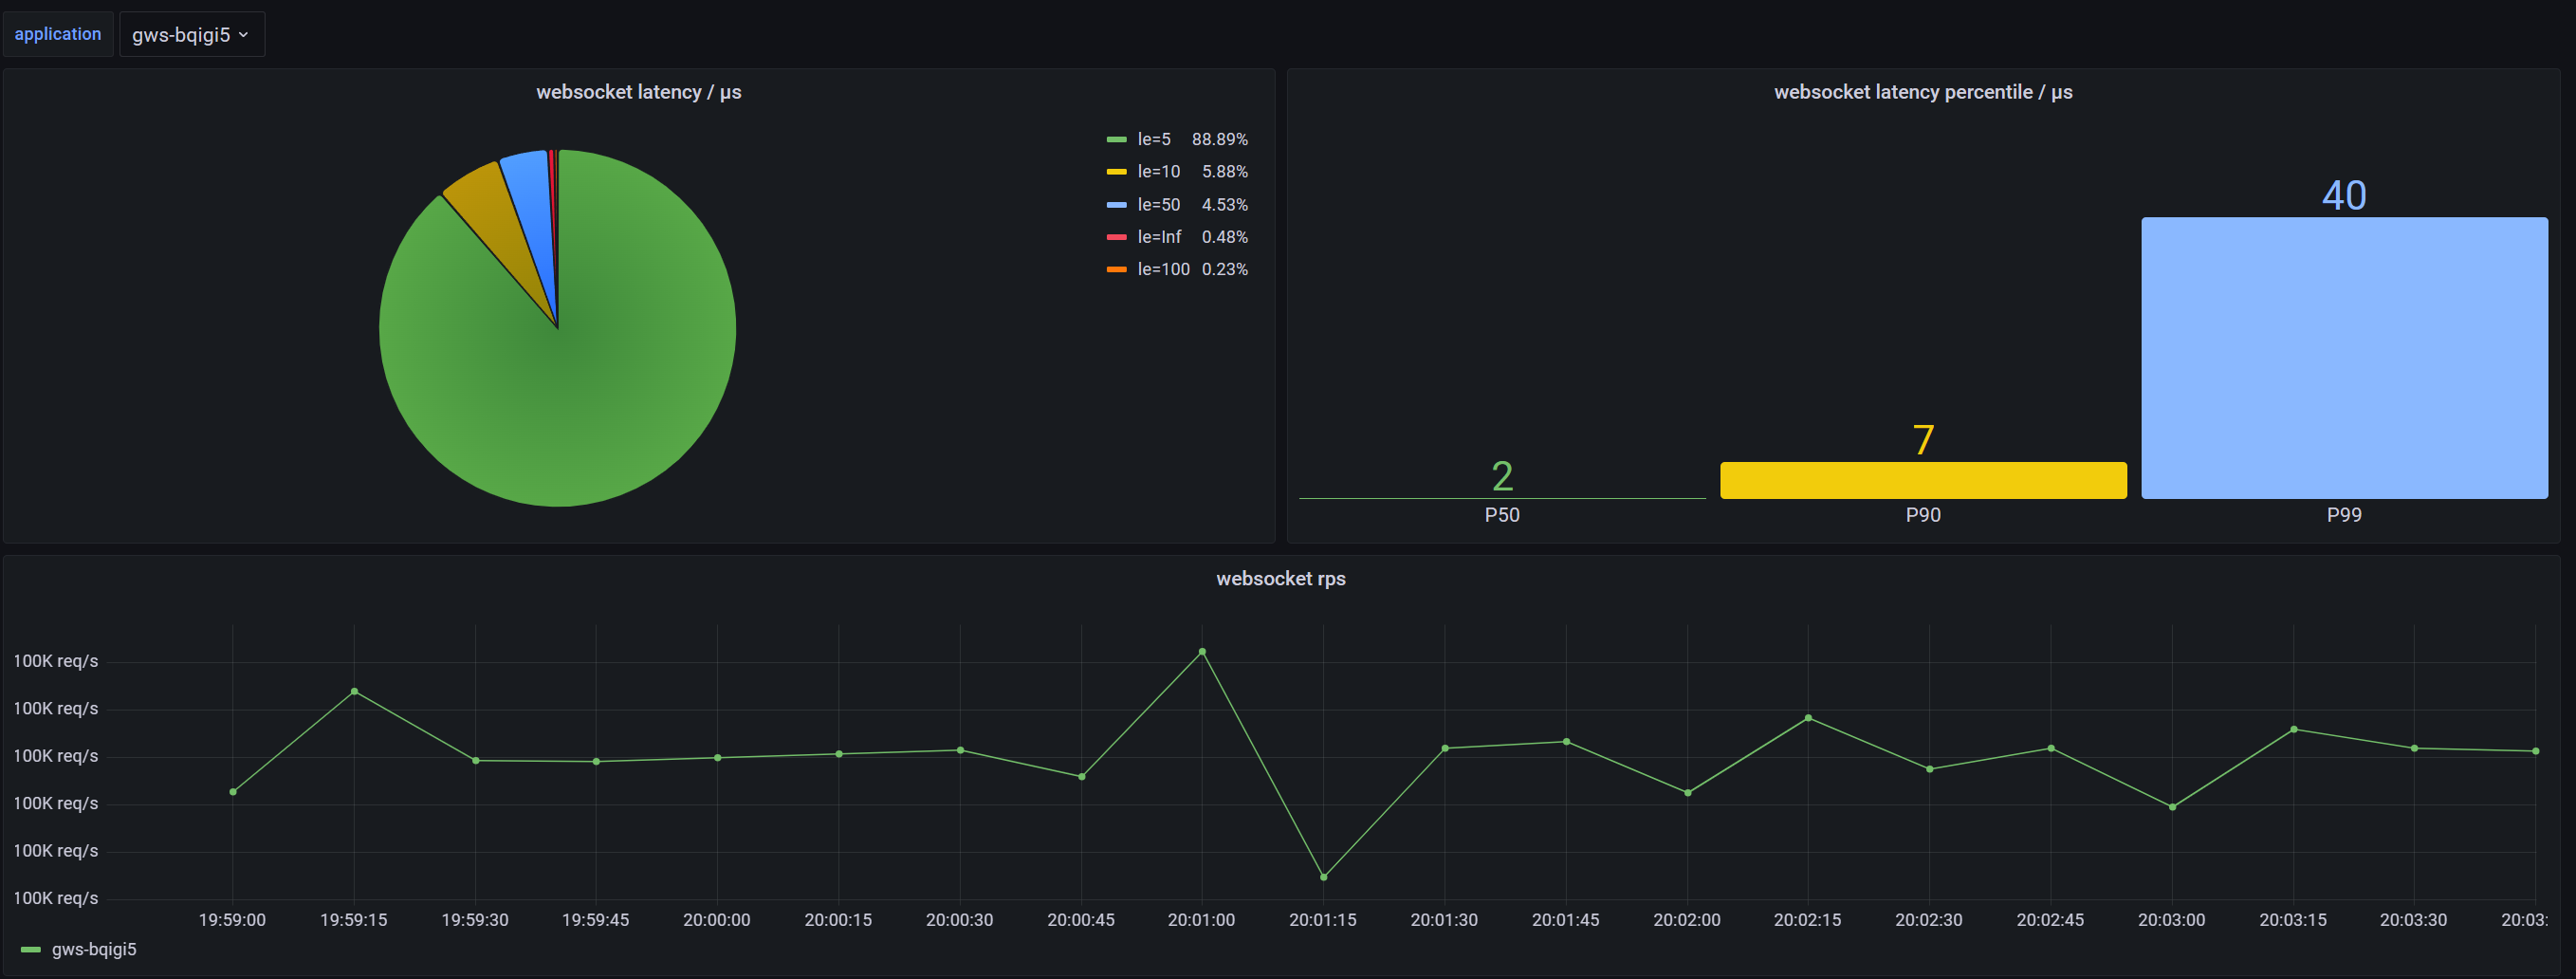 application gws-bqigi5
websocket latency / µs
le=5 88.89%
le=10 5.88%
le=50 4.53%
le=Inf 0.48%
le=100 0.23%
websocket latency percentile / µs
2
7
40
P50 P90 P99
websocket rps
100K req/s
100K req/s
100K req/s
100K req/s
100K req/s
100K req/s
19:59:00 19:59:15 19:59:30 19:59:45 20:00:00 20:00:15 20:00:30 20:00:45 20:01:00 20:01:15 20:01:30 20:01:45 20:02:00 20:02:15 20:02:30 20:02:45 20:03:00 20:03:15 20:03:30 20:03:
gws-bqigi5